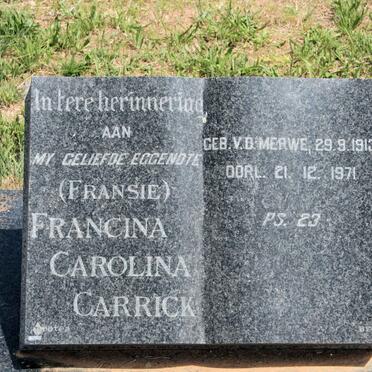 In tere herinnering
AAN
MY GELIEFDE EGGENOTE
(FRANSIE)
FRANCINA
CAROLINA
CARRICK
GEB. V.D. MERWE, 29.9.1913
OORL. 21. 12. 1971
PS. 23